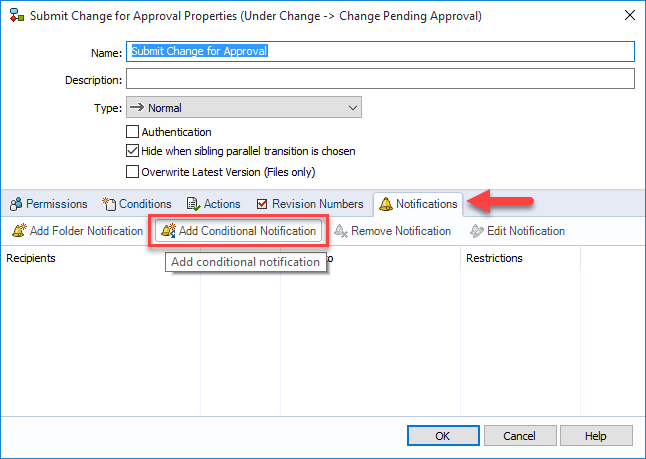 Submit Change for Approval Properties (Under Change -> Change Pending Approval)
Name: Submit Change for Approval
Description:
Type: Normal
Authentication
Hide when sibling parallel transition is chosen
Overwrite Latest Version (Files only)
Permissions Conditions Actions Revision Numbers Notifications
Add Folder Notification Add Conditional Notification Remove Notification Edit Notification
Recipients Restrictions
Add conditional notification
OK Cancel Help